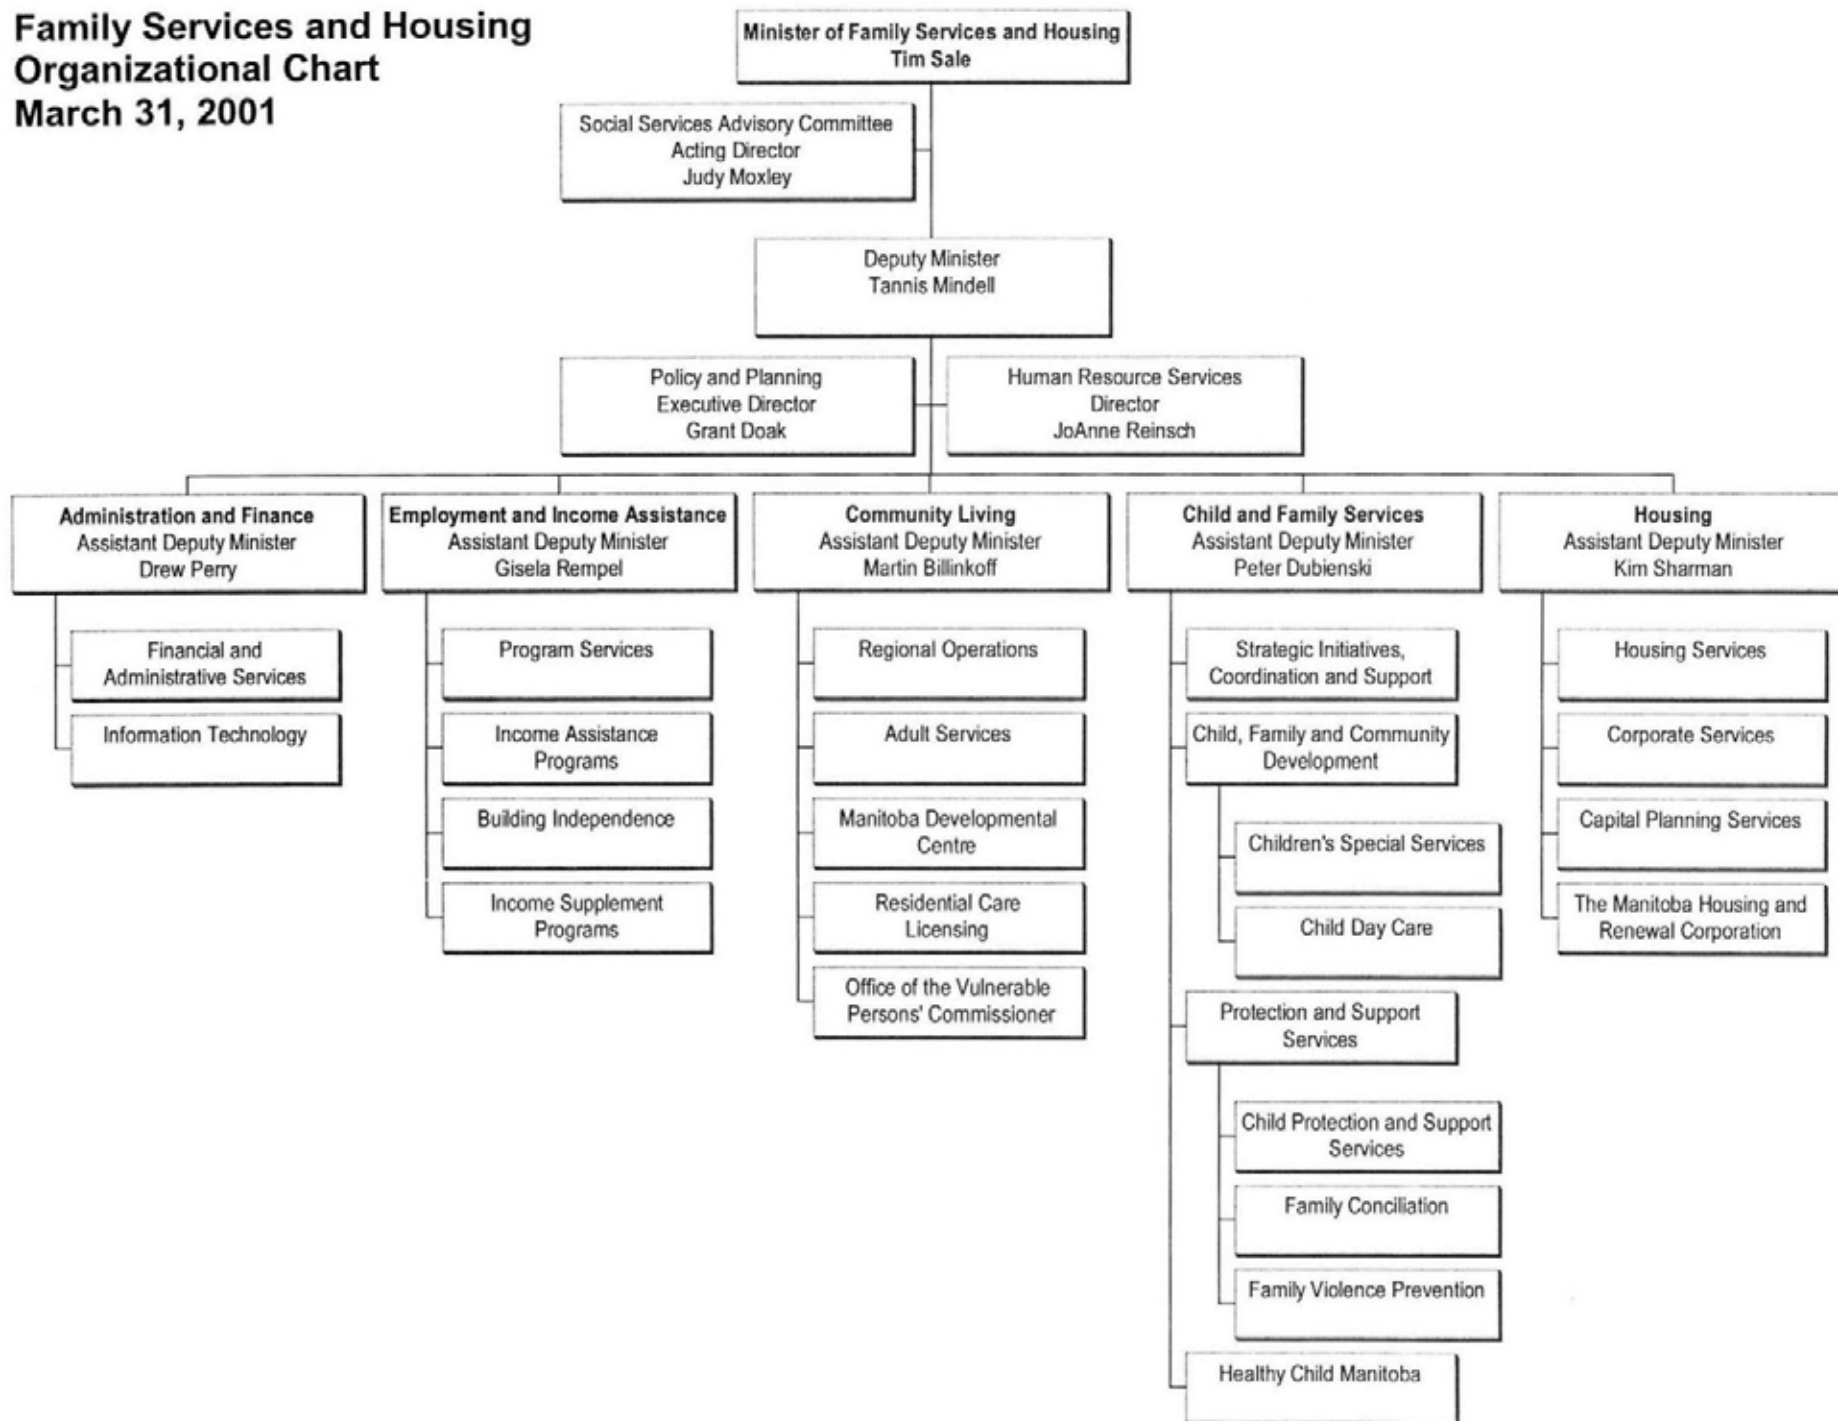 Family Services and Housing
Organizational Chart
March 31, 2001
Minister of Family Services and Housing
Tim Sale
Social Services Advisory Committee
Acting Director
Judy Moxley
Deputy Minister
Tannis Mindell
Policy and Planning
Executive Director
Grant Doak
Human Resource Services
Director
JoAnne Reinsch
Administration and Finance
Assistant Deputy Minister
Drew Perry
Financial and
Administrative Services
Information Technology
Employment and Income Assistance
Assistant Deputy Minister
Gisela Rempel
Program Services
Income Assistance
Programs
Building Independence
Income Supplement
Programs
Community Living
Assistant Deputy Minister
Martin Billinkoff
Regional Operations
Adult Services
Manitoba Developmental
Centre
Residential Care
Licensing
Office of the Vulnerable
Persons' Commissioner
Child and Family Services
Assistant Deputy Minister
Peter Dubienski
Strategic Initiatives,
Coordination and Support
Child, Family and Community
Development
Children's Special Services
Child Day Care
Protection and Support
Services
Child Protection and Support
Services
Family Conciliation
Family Violence Prevention
Healthy Child Manitoba
Housing
Assistant Deputy Minister
Kim Sharman
Housing Services
Corporate Services
Capital Planning Services
The Manitoba Housing and
Renewal Corporation